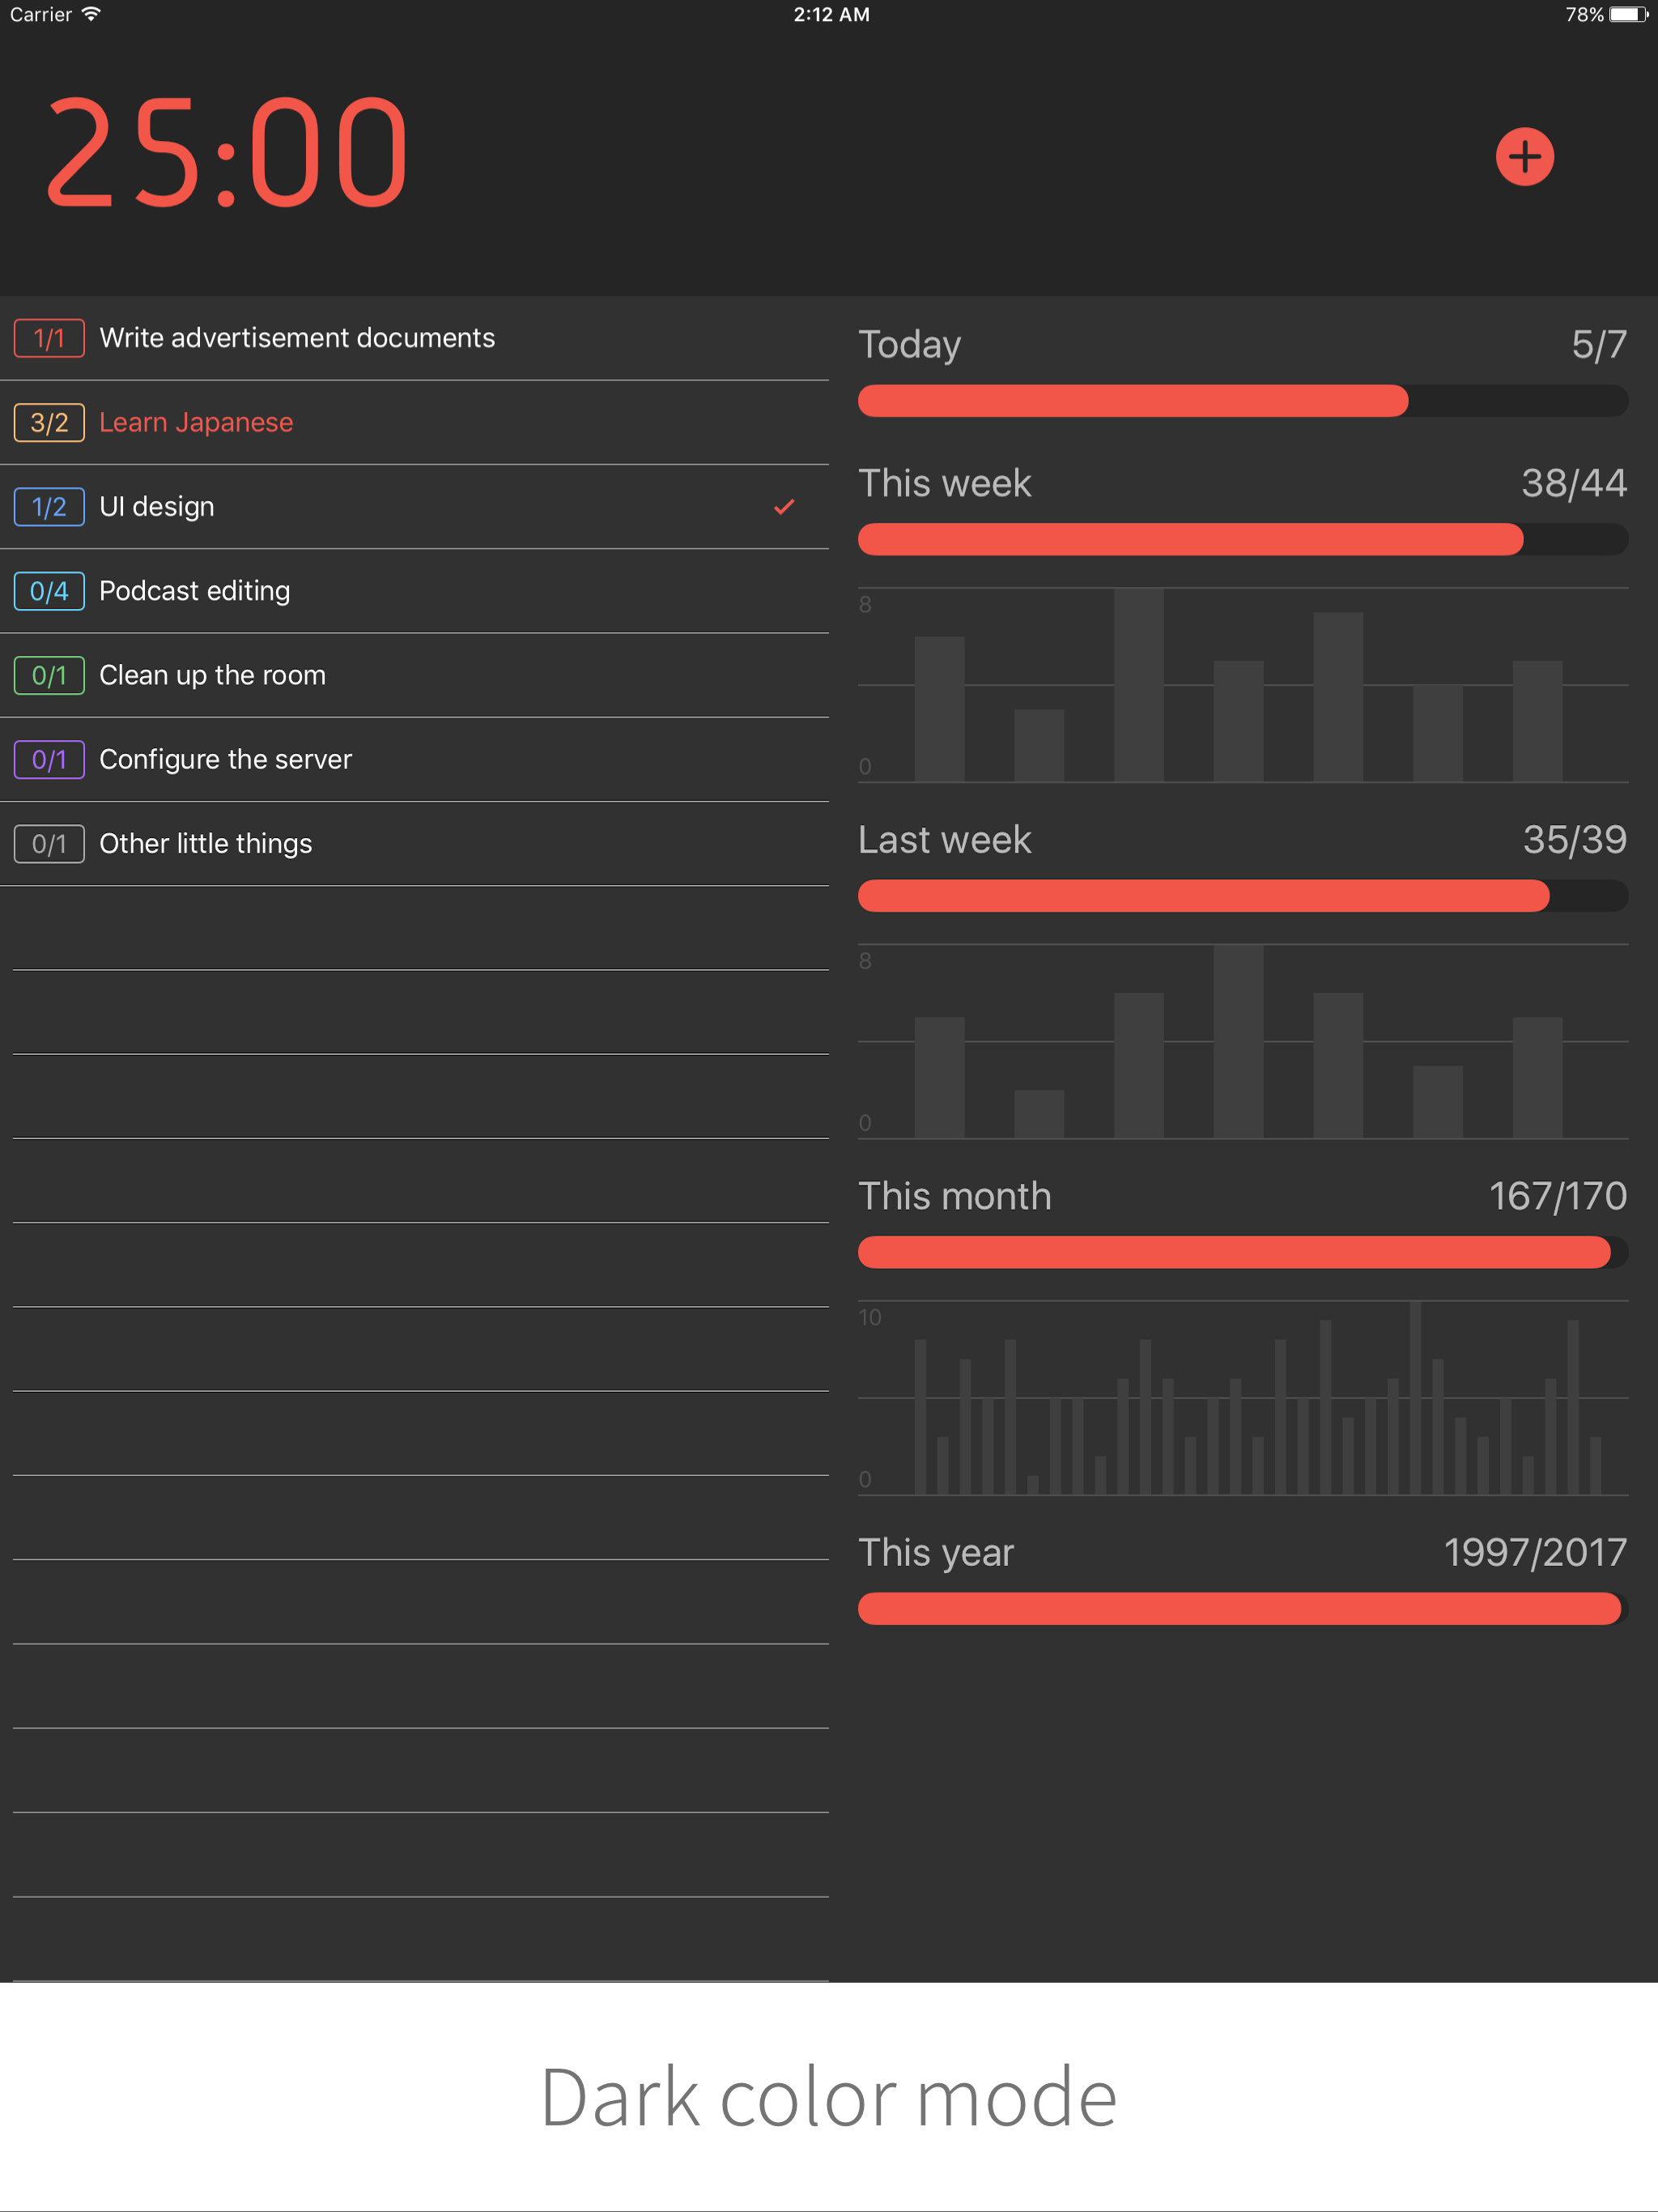 Carrier 2:12 AM 78%
25:00
1/1 Write advertisement documents
3/2 Learn Japanese
1/2 UI design
0/4 Podcast editing
0/1 Clean up the room
0/1 Configure the server
0/1 Other little things
Today 5/7
This week 38/44
8
0
Last week 35/39
8
0
This month 167/170
10
0
This year 1997/2017
Dark color mode